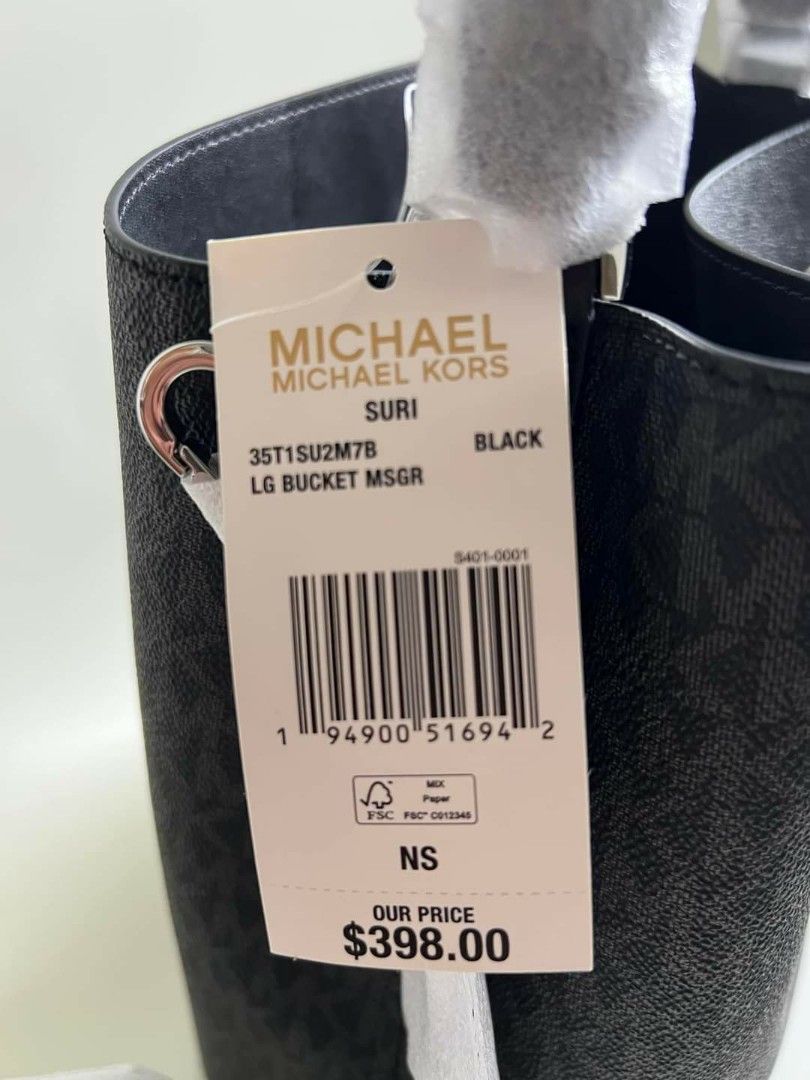 MICHAEL
MICHAEL KORS
SURI
35T1SU2M7B BLACK
LG BUCKET MSGR
S401-0001
1 94900 51694 2
MIX
Paper
FSC FSC™ C012345
NS
OUR PRICE
$398.00